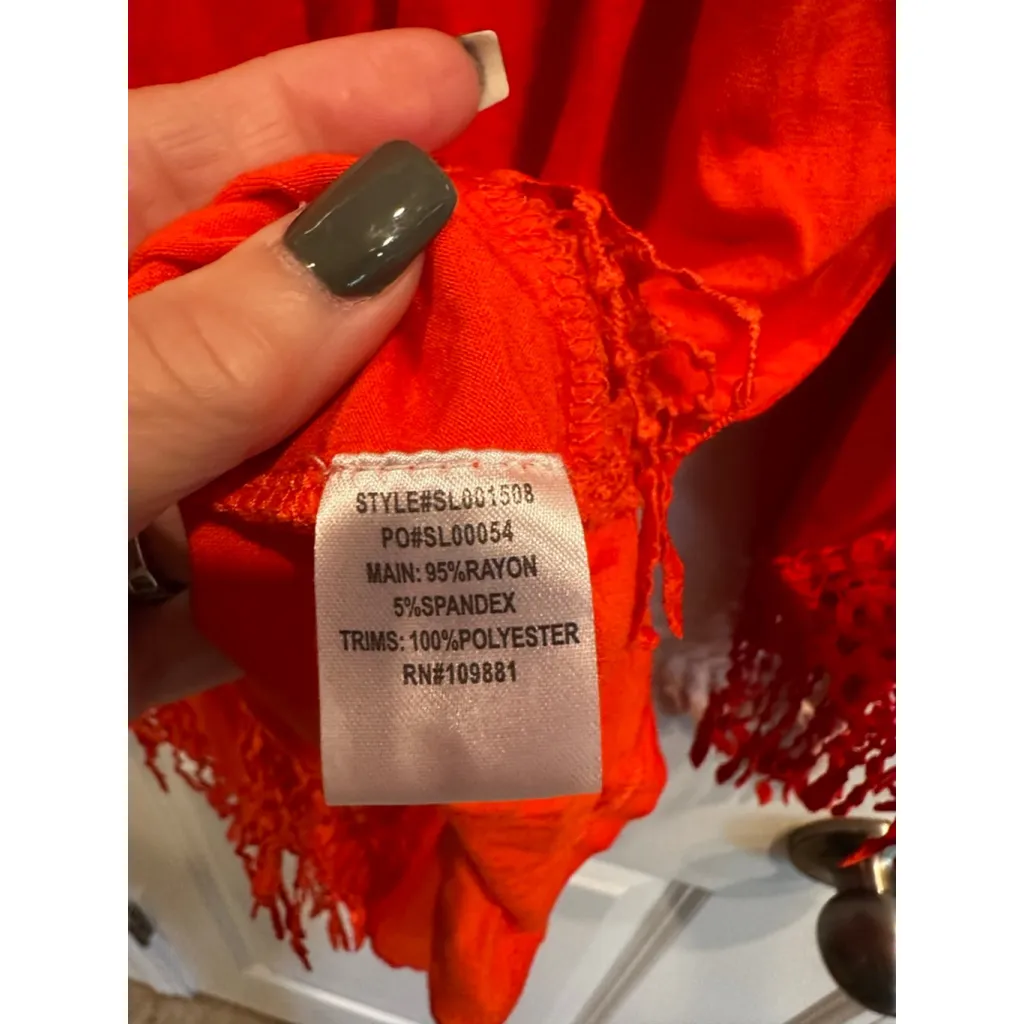 STYLE#SL001508
PO#SL00054
MAIN: 95%RAYON
5%SPANDEX
TRIMS: 100%POLYESTER
RN#109881